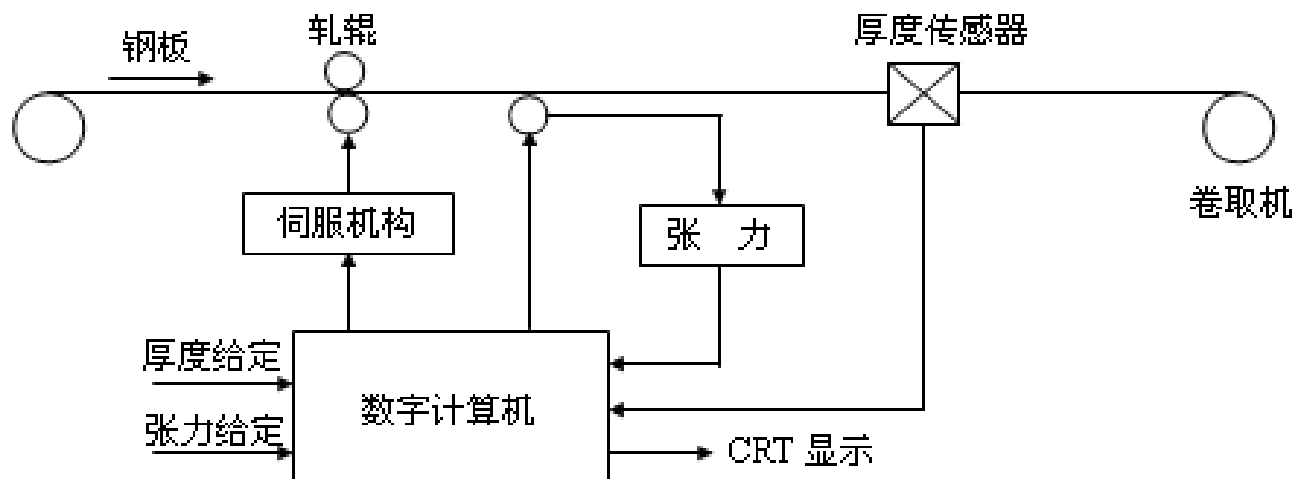 钢板
轧辊
厚度传感器
伺服机构
张 力
卷取机
厚度给定
张力给定
数字计算机
CRT 显示